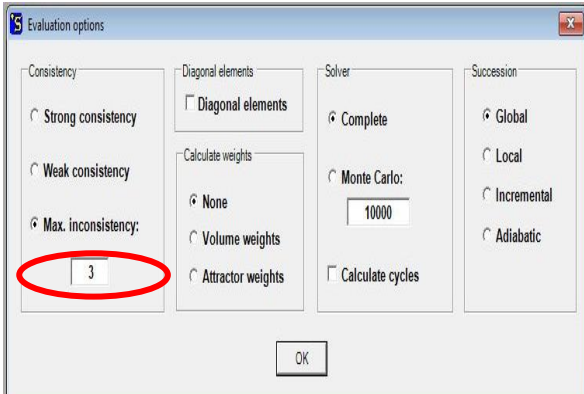 Evaluation options
Consistency
Strong consistency
Weak consistency
Max. inconsistency:
3
Diagonal elements
Diagonal elements
Calculate weights
None
Volume weights
Attractor weights
Solver
Complete
Monte Carlo:
10000
Calculate cycles
Succession
Global
Local
Incremental
Adiabatic
OK